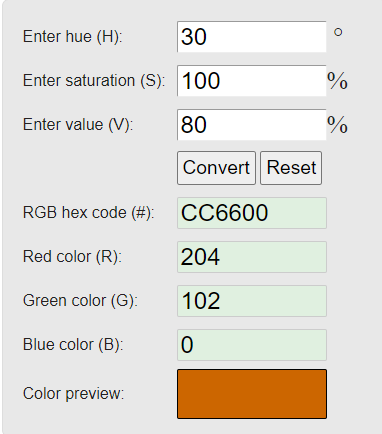 Enter hue (H): 30 °
Enter saturation (S): 100 %
Enter value (V): 80 %
Convert Reset
RGB hex code (#): CC6600
Red color (R): 204
Green color (G): 102
Blue color (B): 0
Color preview: